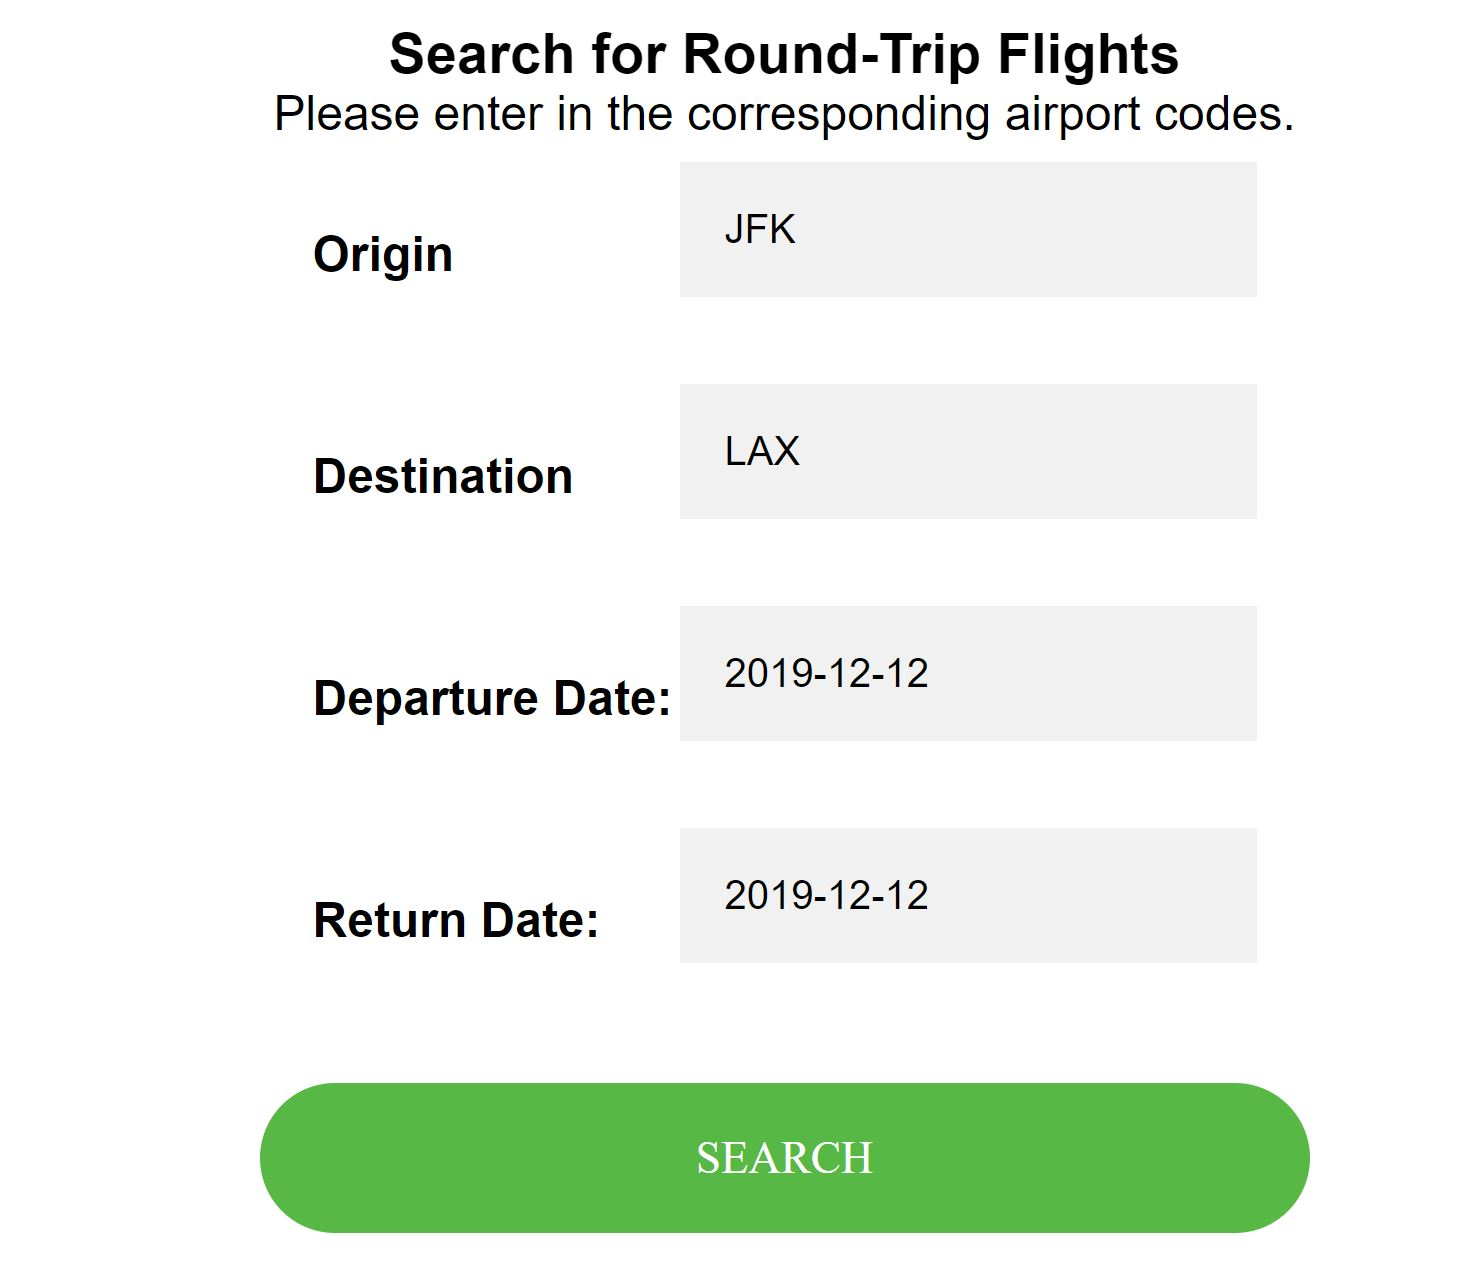 Search for Round-Trip Flights
Please enter in the corresponding airport codes.
Origin JFK
Destination LAX
Departure Date: 2019-12-12
Return Date: 2019-12-12
SEARCH